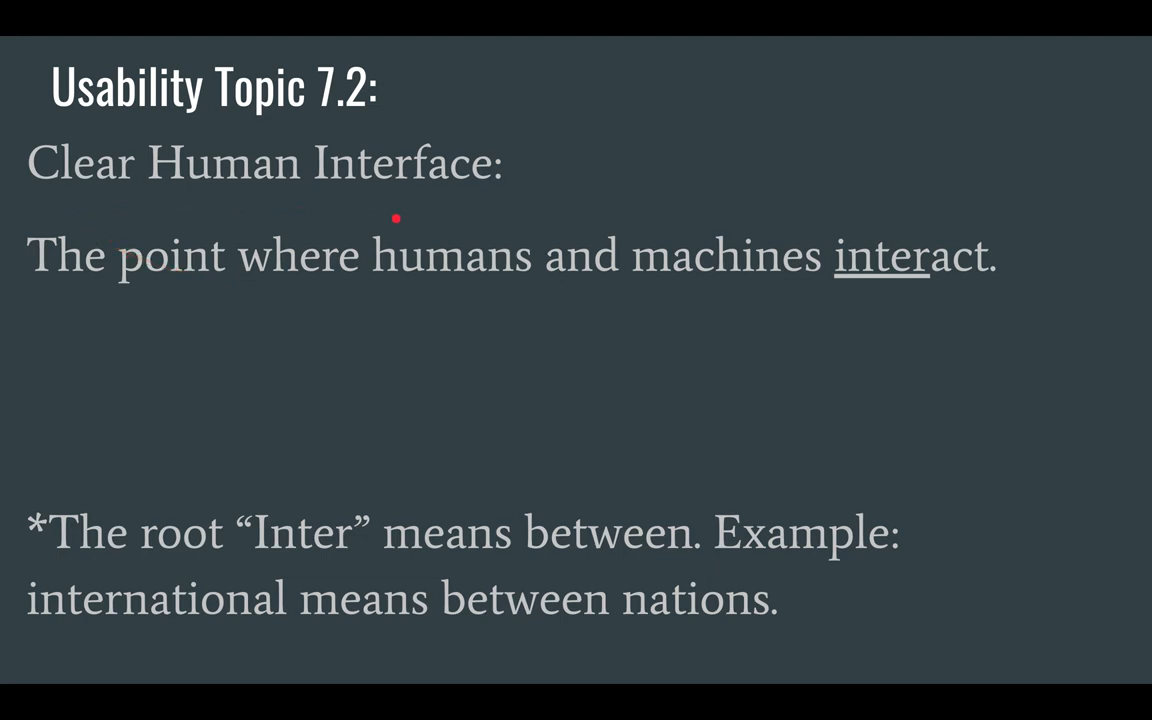 Usability Topic 7.2:
Clear Human Interface:
The point where humans and machines interact.
*The root “Inter” means between. Example:
international means between nations.